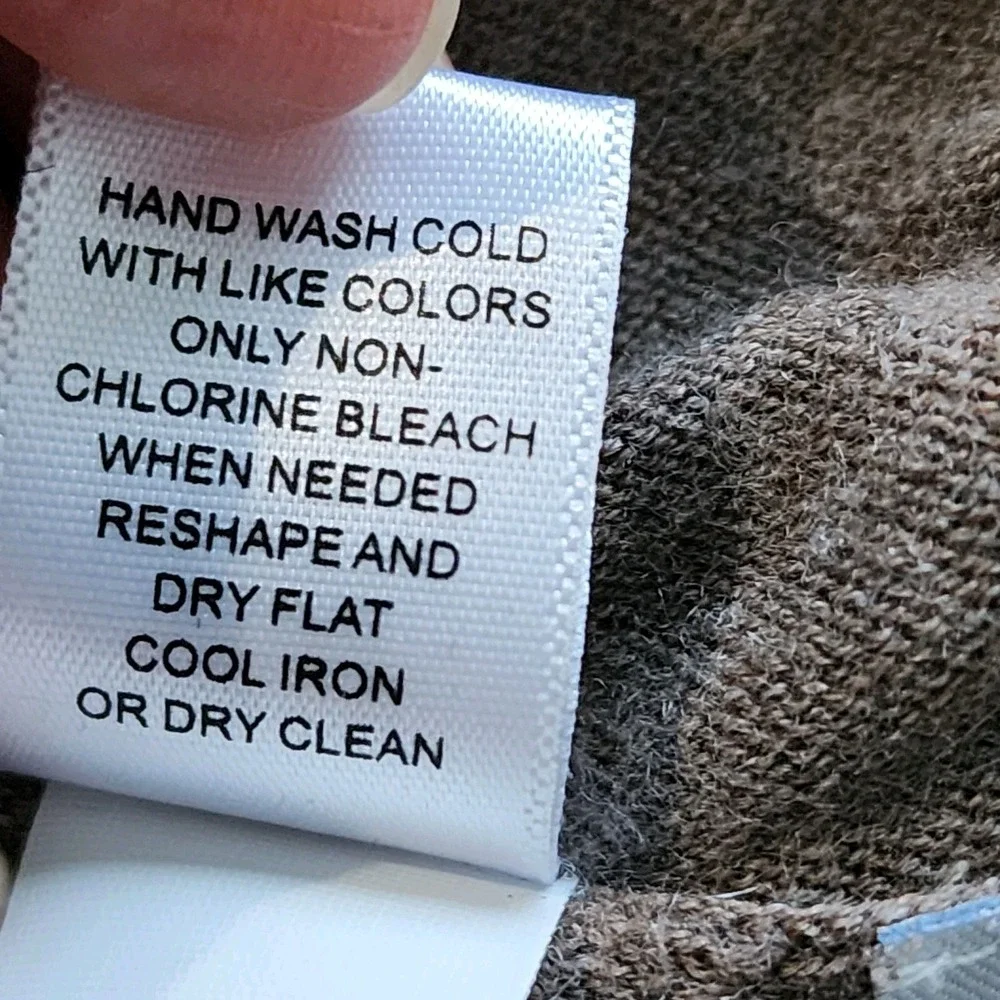 HAND WASH COLD
WITH LIKE COLORS
ONLY NON-
CHLORINE BLEACH
WHEN NEEDED
RESHAPE AND
DRY FLAT
COOL IRON
OR DRY CLEAN